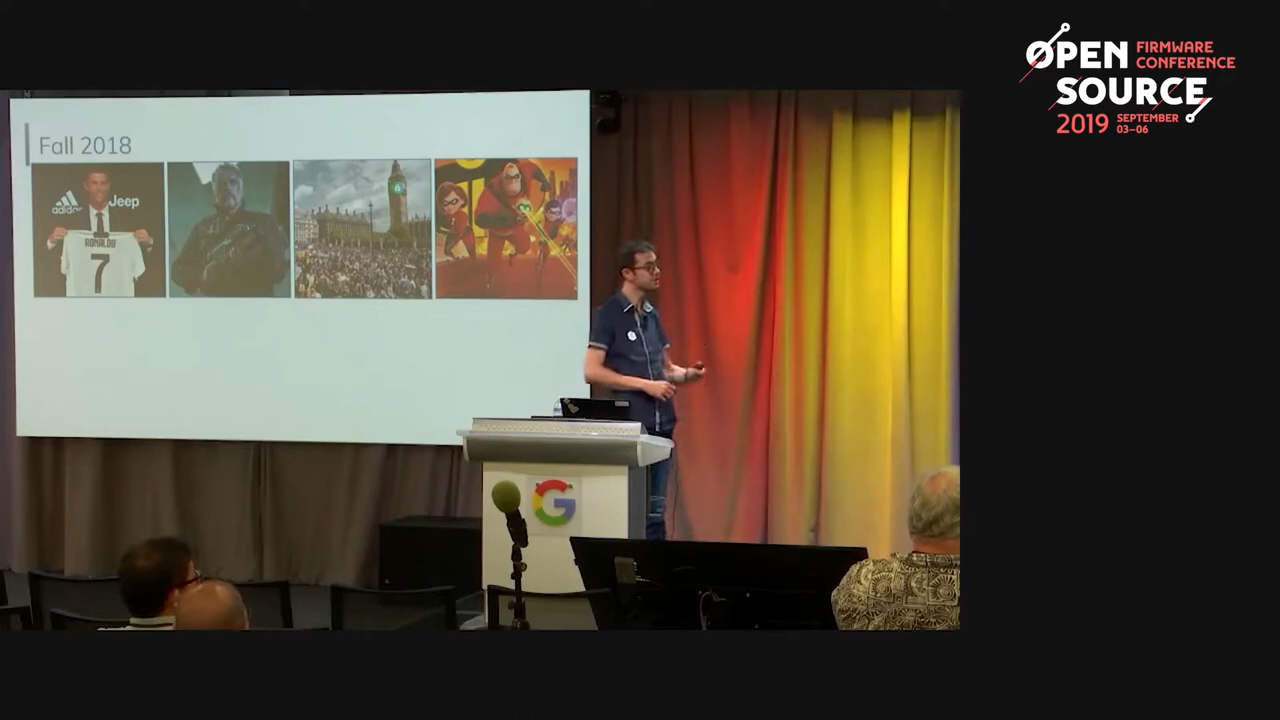 Fall 2018
adidas
Jeep
RONALDO
7
G
OPEN FIRMWARE
CONFERENCE
SOURCE
2019 SEPTEMBER
03–06